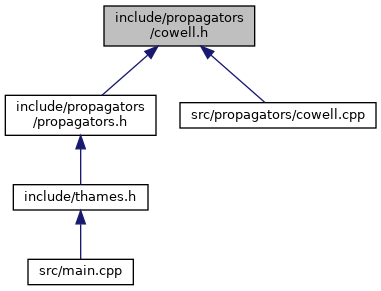 include/propagators
/cowell.h
include/propagators
/propagators.h
src/propagators/cowell.cpp
include/thames.h
src/main.cpp